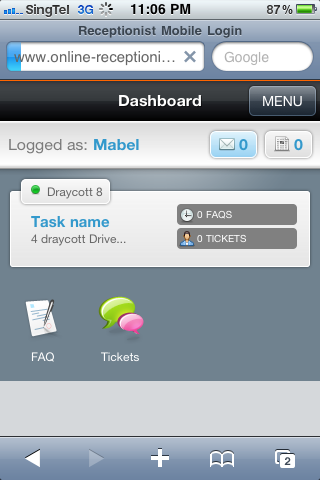 SingTel 3G 11:06 PM 87%
Receptionist Mobile Login
www.online-receptioni... Google
Dashboard MENU
Logged as: Mabel 0 0
Draycott 8
Task name
4 draycott Drive...
0 FAQS
0 TICKETS
FAQ Tickets
2